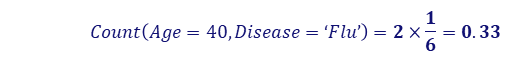 Count(Age = 40, Disease = ‘Flu’) = 2 × 1/6 = 0.33